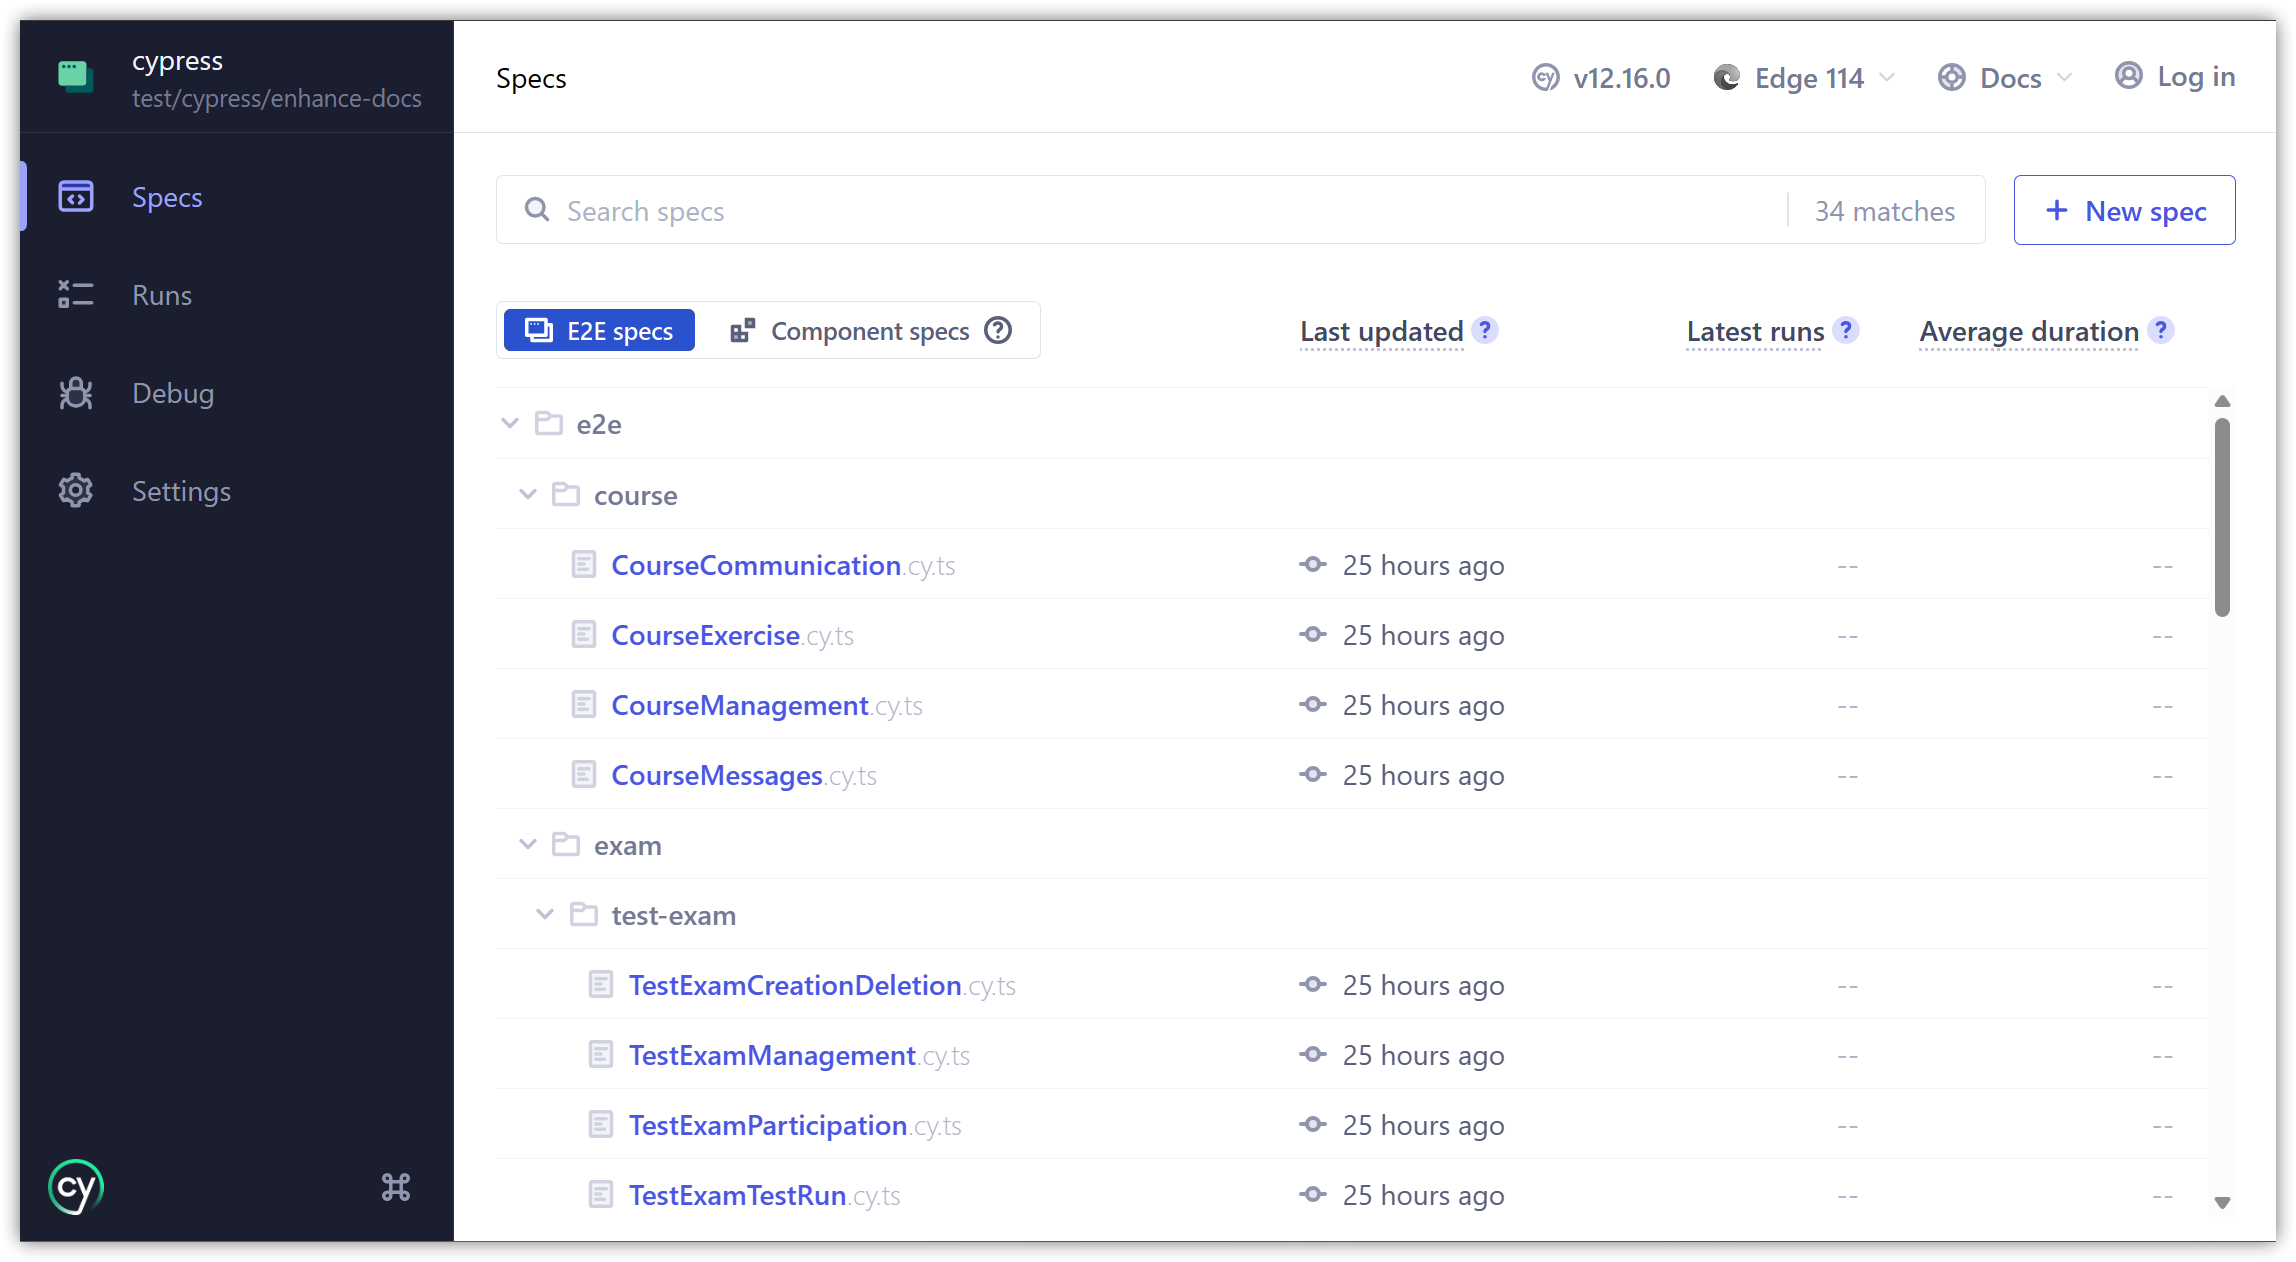 cypress
test/cypress/enhance-docs
Specs
Runs
Debug
Settings
cy
Specs
cy v12.16.0 Edge 114 Docs Log in
Search specs 34 matches + New spec
E2E specs Component specs ? Last updated ? Latest runs ? Average duration ?
e2e
course
CourseCommunication.cy.ts 25 hours ago -- --
CourseExercise.cy.ts 25 hours ago -- --
CourseManagement.cy.ts 25 hours ago -- --
CourseMessages.cy.ts 25 hours ago -- --
exam
test-exam
TestExamCreationDeletion.cy.ts 25 hours ago -- --
TestExamManagement.cy.ts 25 hours ago -- --
TestExamParticipation.cy.ts 25 hours ago -- --
TestExamTestRun.cy.ts 25 hours ago -- --